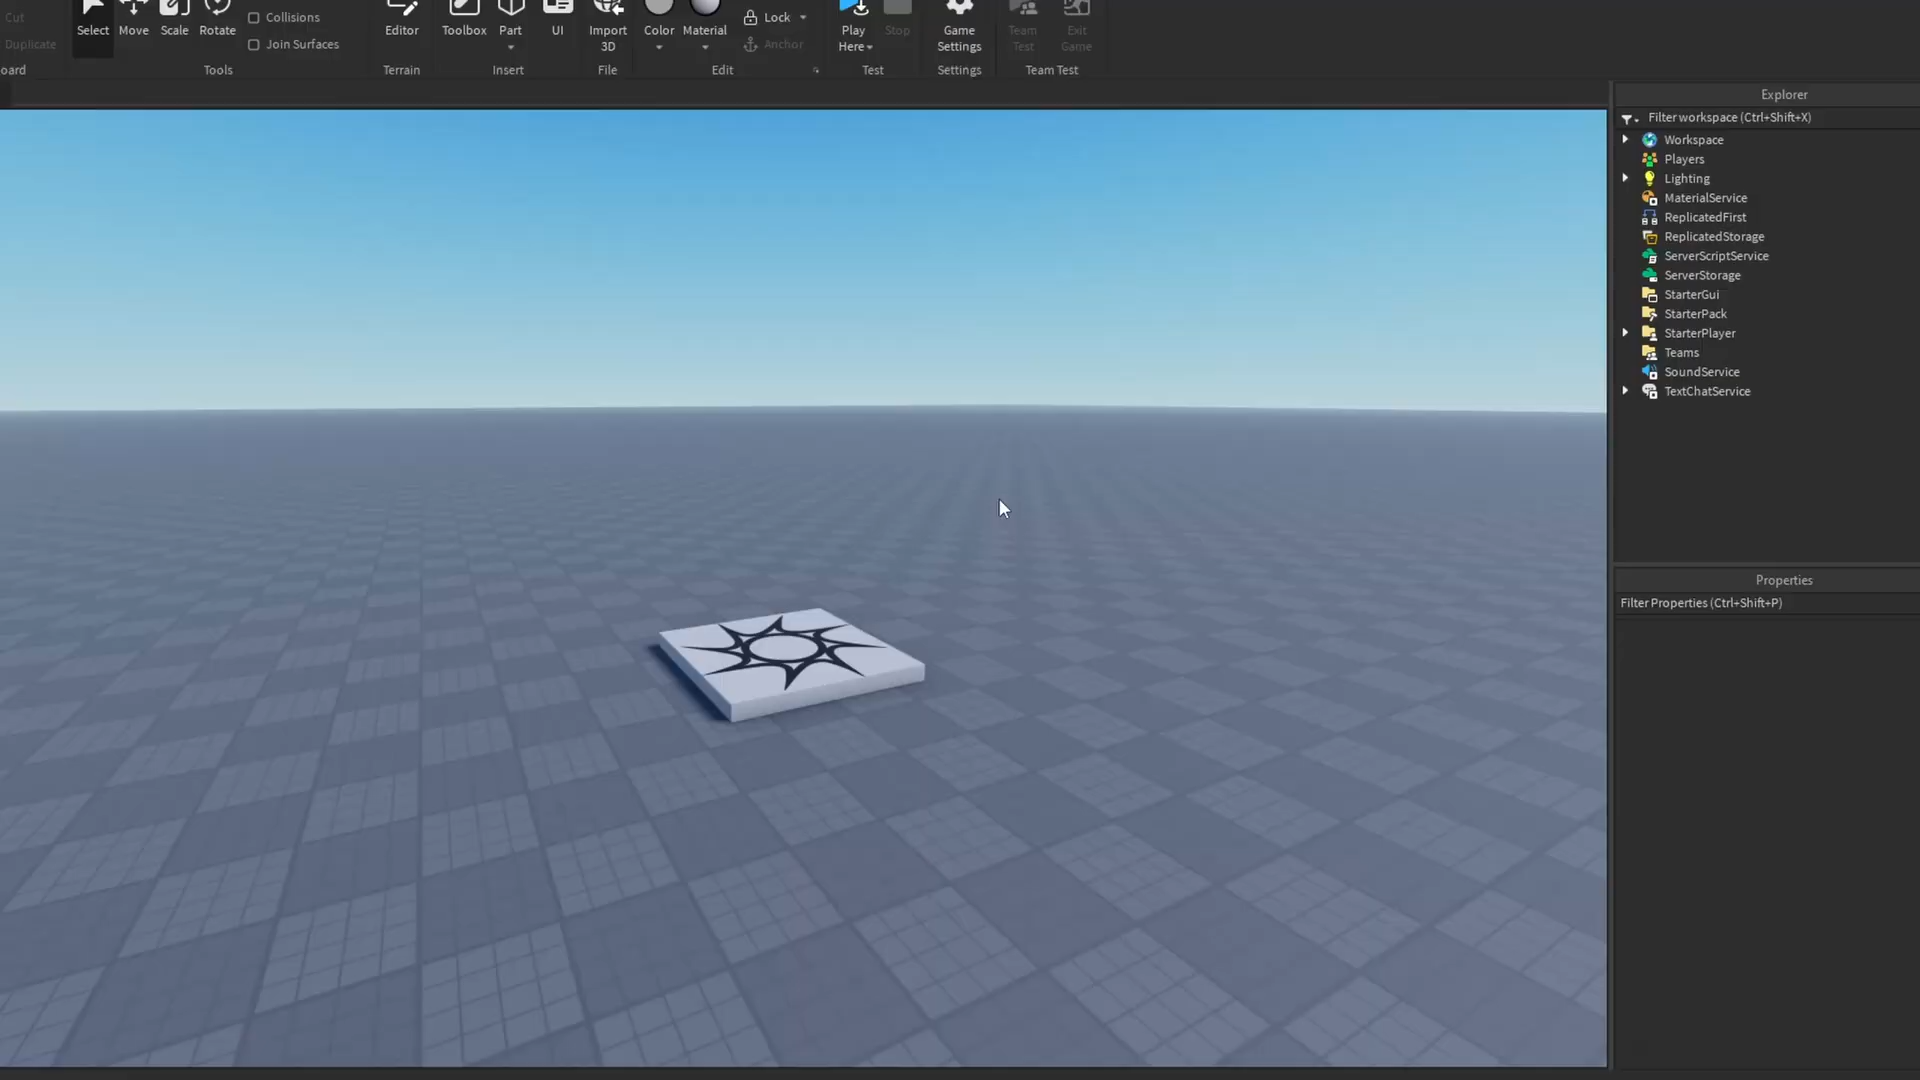 Cut
Duplicate
oard
Select
Move
Scale
Rotate
Collisions
Join Surfaces
Tools
Editor
Terrain
Toolbox
Part
UI
Insert
Import
3D
File
Color
Material
Lock
Anchor
Edit
Play
Here
Stop
Test
Game
Settings
Settings
Team
Test
Exit
Game
Team Test
Explorer
Filter workspace (Ctrl+Shift+X)
Workspace
Players
Lighting
MaterialService
ReplicatedFirst
ReplicatedStorage
ServerScriptService
ServerStorage
StarterGui
StarterPack
StarterPlayer
Teams
SoundService
TextChatService
Properties
Filter Properties (Ctrl+Shift+P)